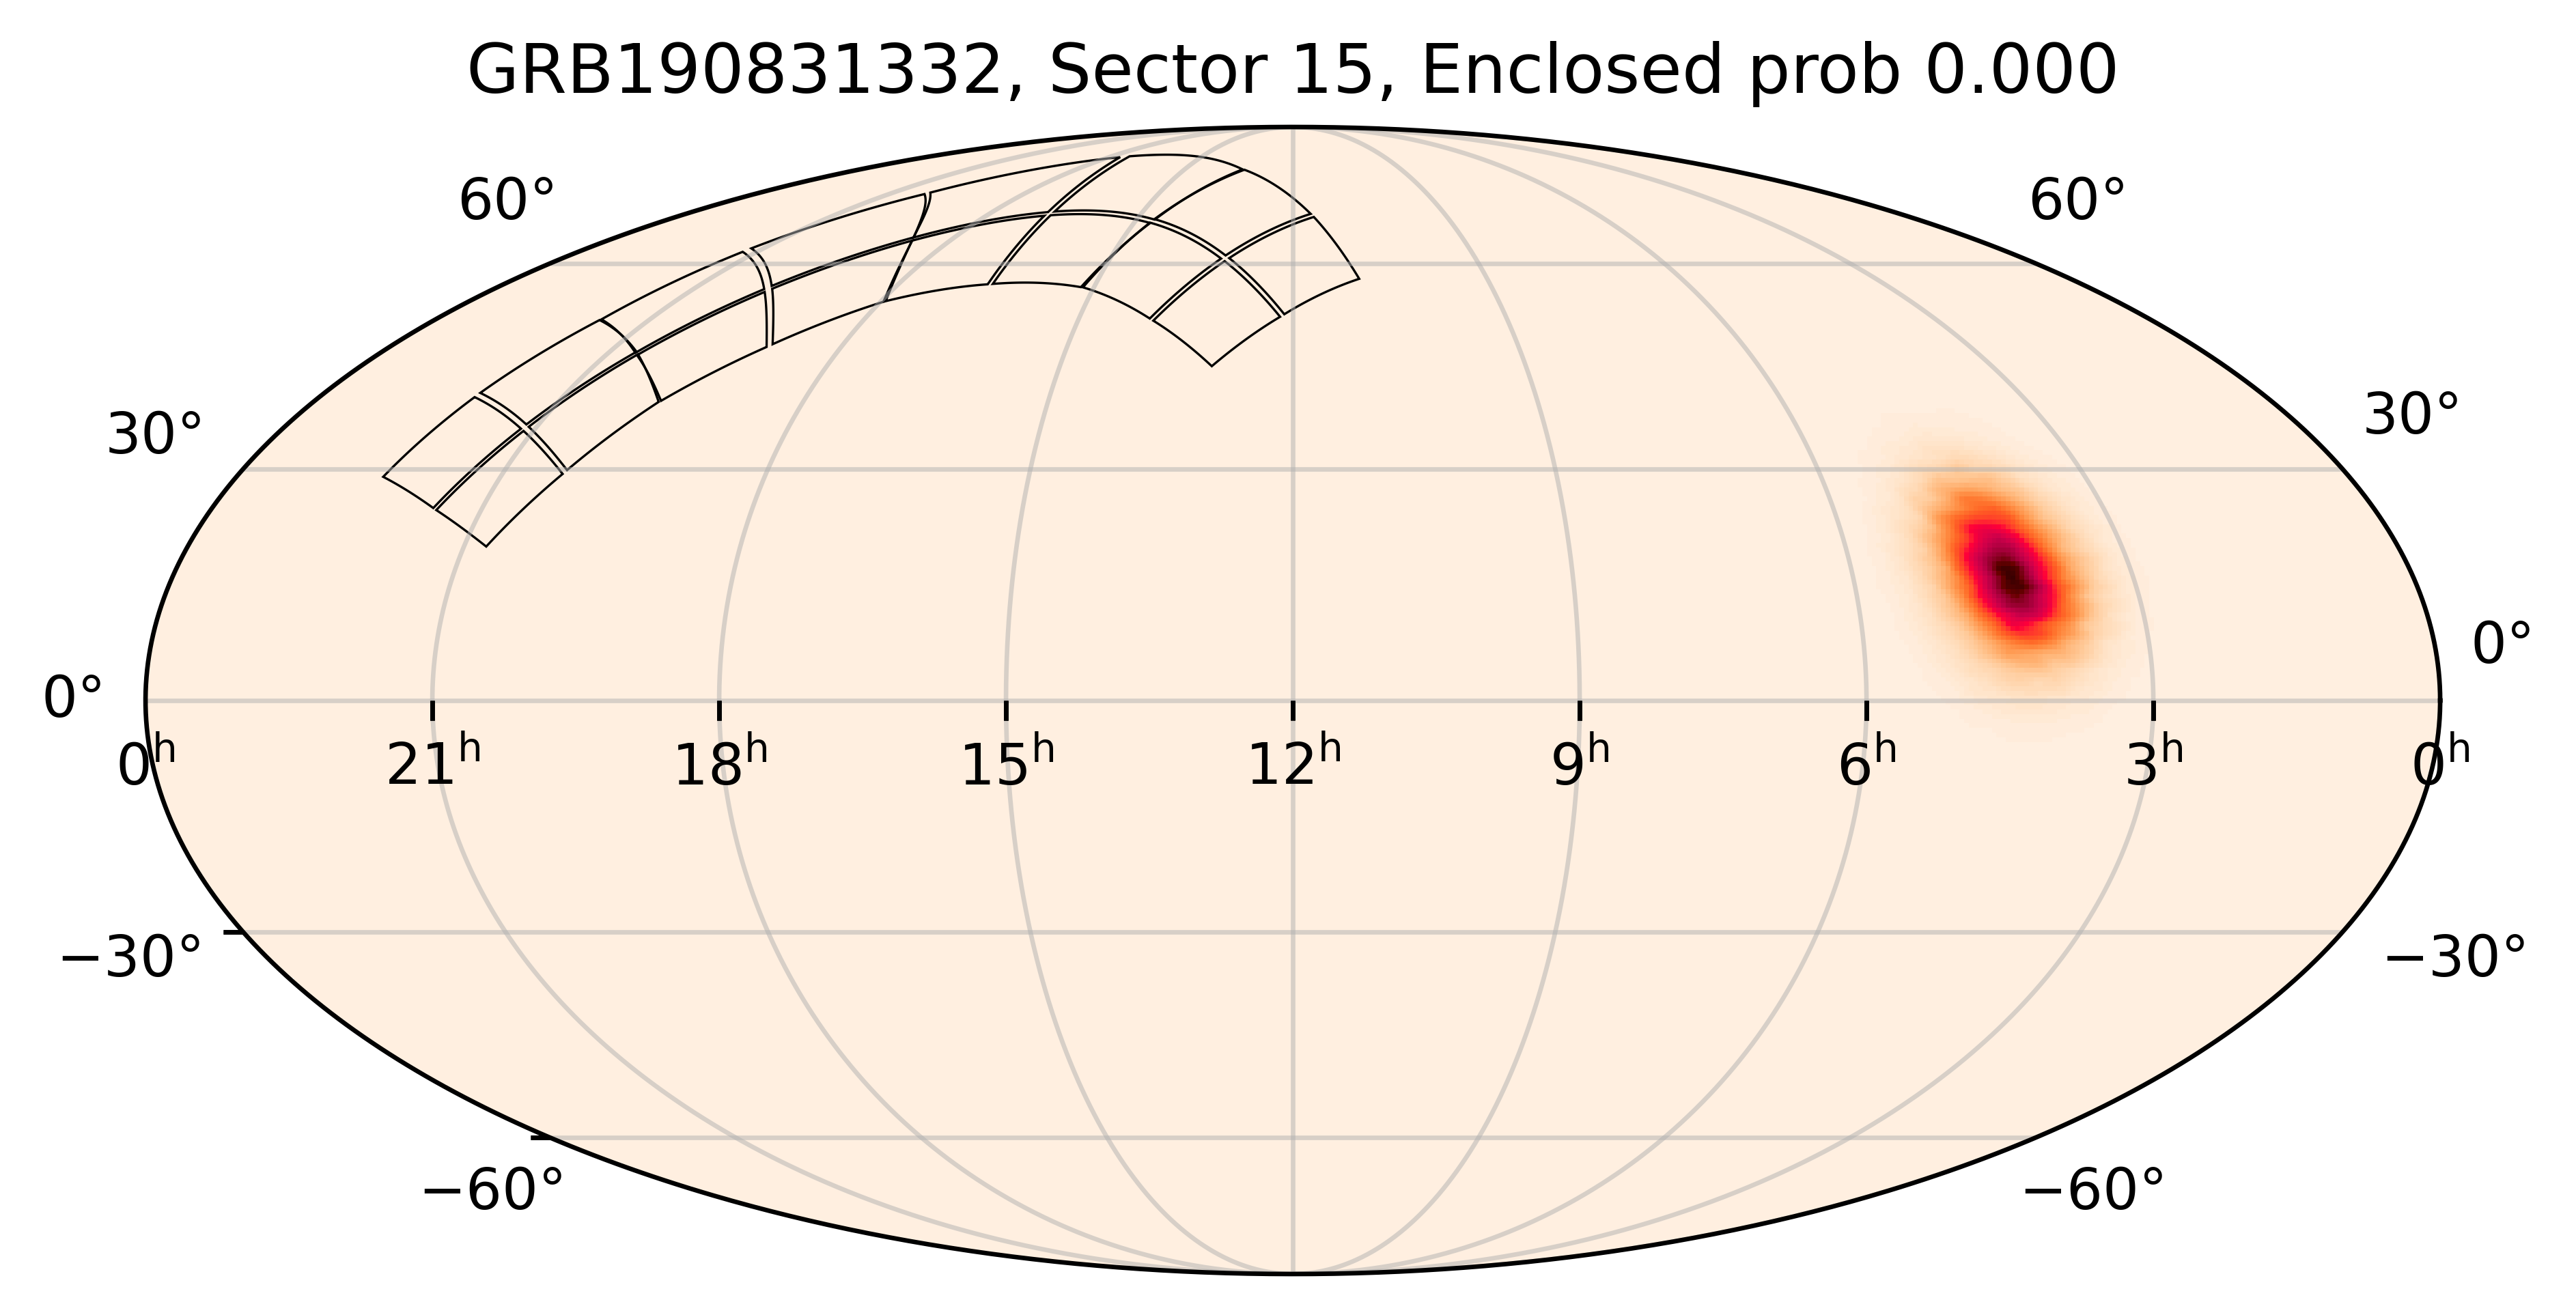 GRB190831332, Sector 15, Enclosed prob 0.000
60° 60°
30° 30°
0° 0°
0ʰ 21ʰ 18ʰ 15ʰ 12ʰ 9ʰ 6ʰ 3ʰ 0ʰ
−30° −30°
−60° −60°